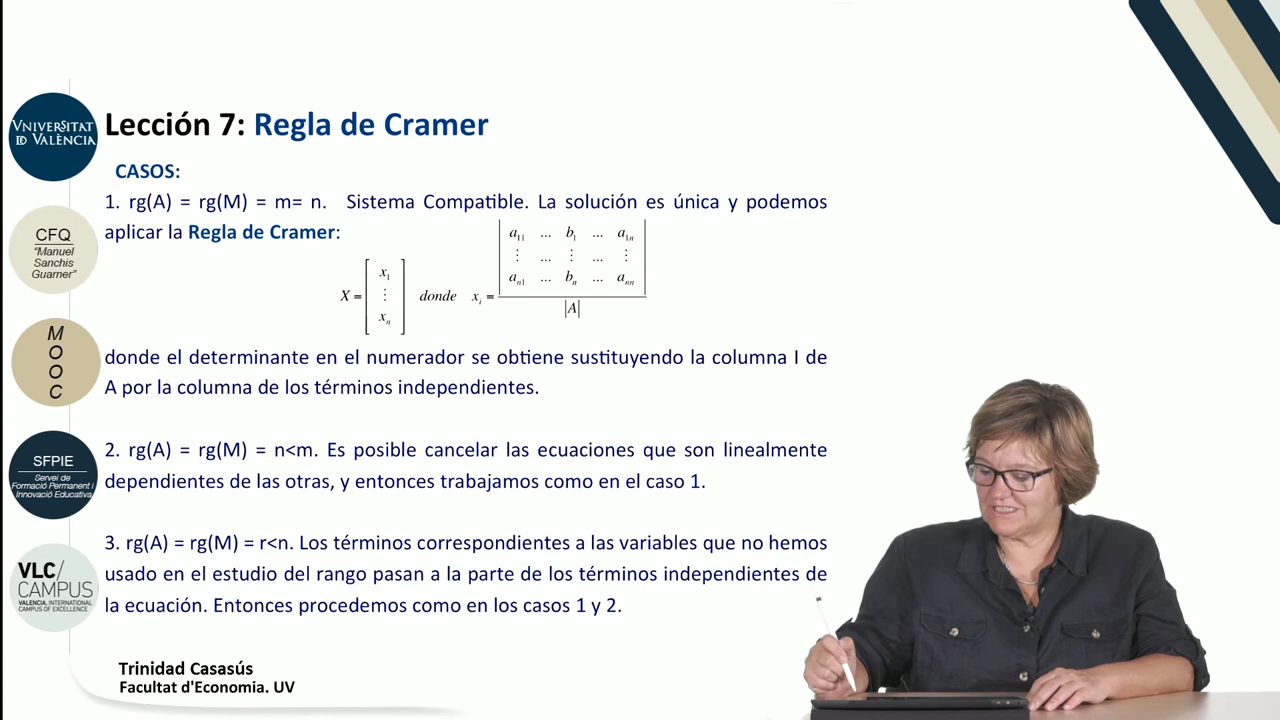 Lección 7: Regla de Cramer
CASOS:
1. rg(A) = rg(M) = m= n. Sistema Compatible. La solución es única y podemos
aplicar la Regla de Cramer:
a11 ... b1 ... a1n
⋮ ... ⋮ ... ⋮
an1 ... bn ... ann
|A|
X = [x1 ⋮ xn] donde xi =
donde el determinante en el numerador se obtiene sustituyendo la columna I de
A por la columna de los términos independientes.
2. rg(A) = rg(M) = n<m. Es posible cancelar las ecuaciones que son linealmente
dependientes de las otras, y entonces trabajamos como en el caso 1.
3. rg(A) = rg(M) = r<n. Los términos correspondientes a las variables que no hemos
usado en el estudio del rango pasan a la parte de los términos independientes de
la ecuación. Entonces procedemos como en los casos 1 y 2.
Trinidad Casasús
Facultat d'Economia. UV
VNIVERSITAT
ID VALÈNCIA
CFQ
"Manuel
Sanchis
Guarner"
M
O
O
C
SFPIE
Servei de
Formació Permanent i
Innovació Educativa
VLC/
CAMPUS
VALENCIA, INTERNATIONAL
CAMPUS OF EXCELLENCE